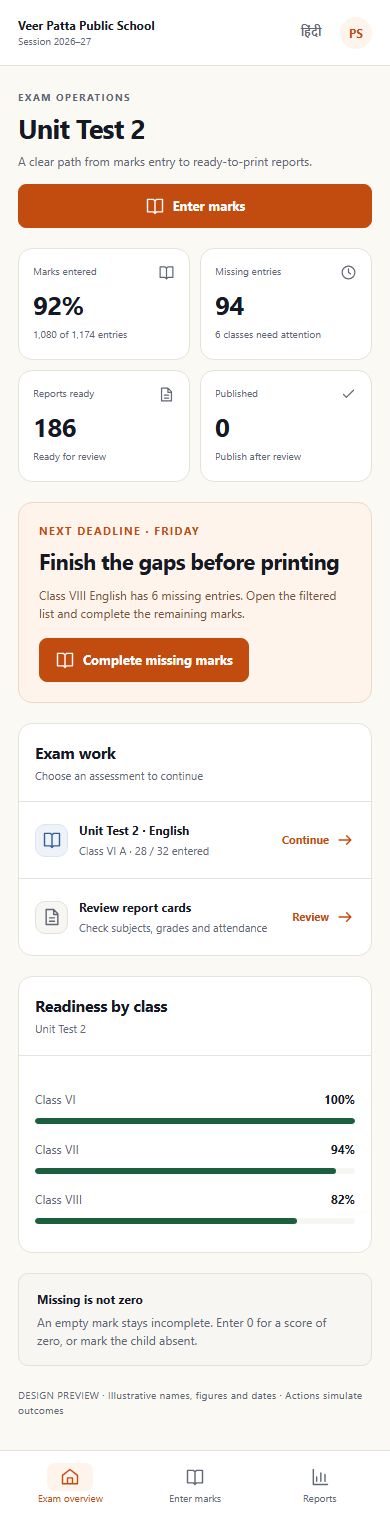 Veer Patta Public School
Session 2026–27
हिंदी
PS
EXAM OPERATIONS
Unit Test 2
A clear path from marks entry to ready-to-print reports.
Enter marks
Marks entered
92%
1,080 of 1,174 entries
Missing entries
94
6 classes need attention
Reports ready
186
Ready for review
Published
0
Publish after review
NEXT DEADLINE · FRIDAY
Finish the gaps before printing
Class VIII English has 6 missing entries. Open the filtered
list and complete the remaining marks.
Complete missing marks
Exam work
Choose an assessment to continue
Unit Test 2 · English
Class VI A · 28 / 32 entered
Continue
Review report cards
Check subjects, grades and attendance
Review
Readiness by class
Unit Test 2
Class VI 100%
Class VII 94%
Class VIII 82%
Missing is not zero
An empty mark stays incomplete. Enter 0 for a score of
zero, or mark the child absent.
DESIGN PREVIEW · Illustrative names, figures and dates · Actions simulate
outcomes
Exam overview
Enter marks
Reports